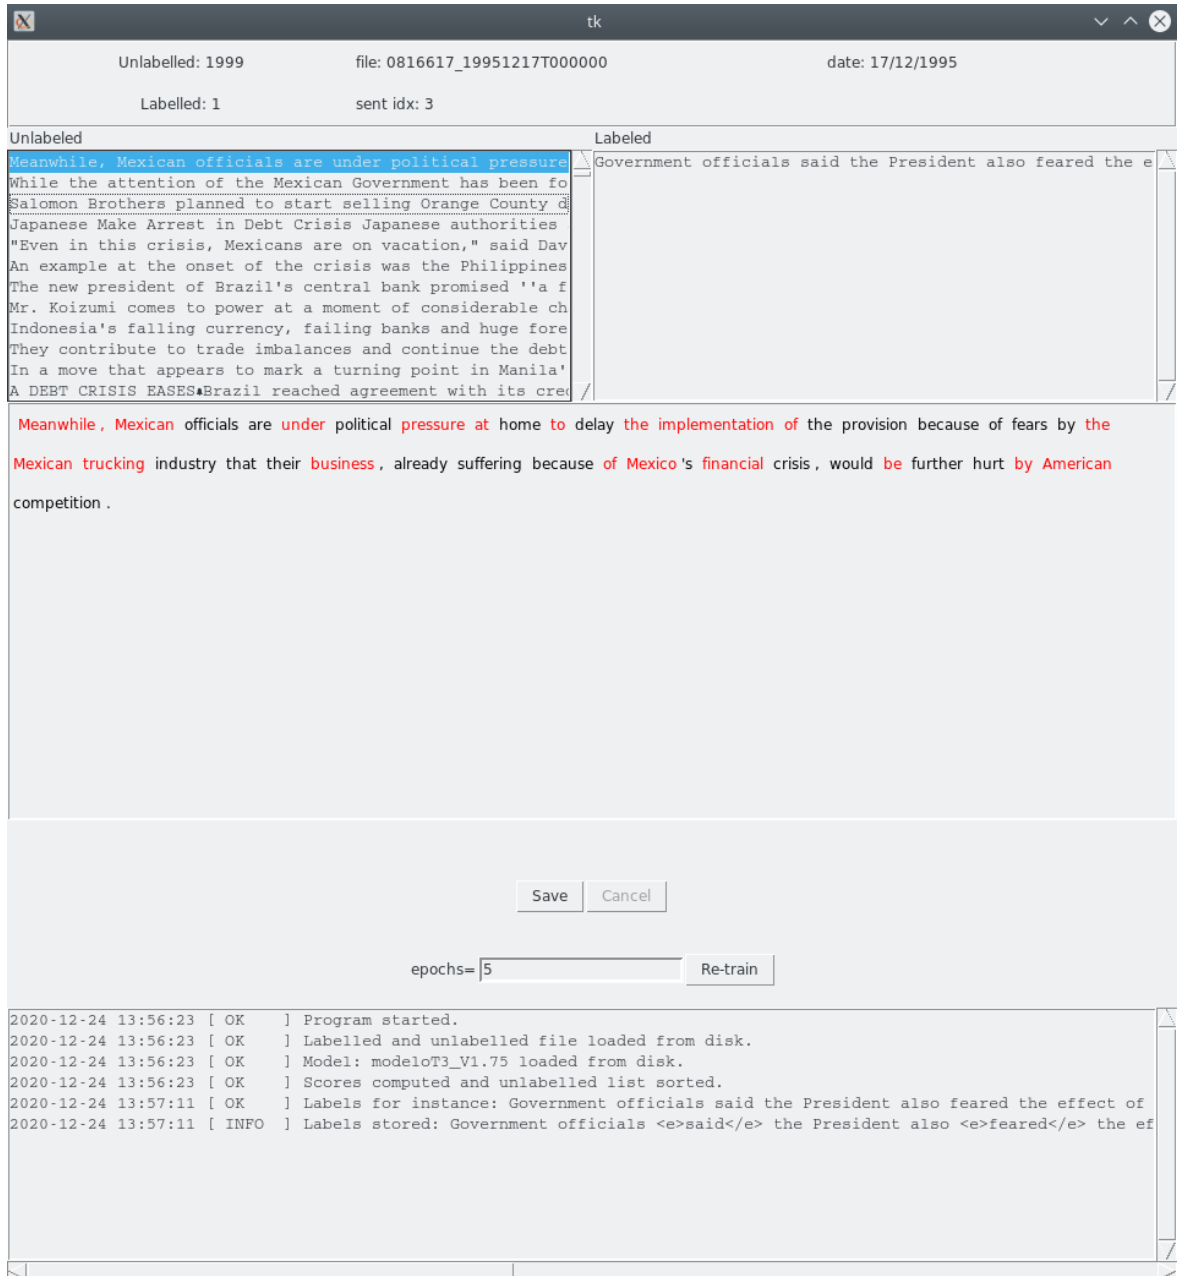 tk
Unlabelled: 1999 file: 0816617_19951217T000000 date: 17/12/1995
Labelled: 1 sent idx: 3
Unlabeled Labeled
Meanwhile, Mexican officials are under political pressure
While the attention of the Mexican Government has been fo
Salomon Brothers planned to start selling Orange County d
Japanese Make Arrest in Debt Crisis Japanese authorities
"Even in this crisis, Mexicans are on vacation," said Dav
An example at the onset of the crisis was the Philippines
The new president of Brazil's central bank promised ''a f
Mr. Koizumi comes to power at a moment of considerable ch
Indonesia's falling currency, failing banks and huge fore
They contribute to trade imbalances and continue the debt
In a move that appears to mark a turning point in Manila'
A DEBT CRISIS EASES Brazil reached agreement with its cred
Government officials said the President also feared the e
Meanwhile , Mexican officials are under political pressure at home to delay the implementation of the provision because of fears by the
Mexican trucking industry that their business , already suffering because of Mexico 's financial crisis , would be further hurt by American
competition .
Save Cancel
epochs= 5 Re-train
2020-12-24 13:56:23 [ OK ] Program started.
2020-12-24 13:56:23 [ OK ] Labelled and unlabelled file loaded from disk.
2020-12-24 13:56:23 [ OK ] Model: modeloT3_V1.75 loaded from disk.
2020-12-24 13:56:23 [ OK ] Scores computed and unlabelled list sorted.
2020-12-24 13:57:11 [ OK ] Labels for instance: Government officials said the President also feared the effect of
2020-12-24 13:57:11 [ INFO ] Labels stored: Government officials <e>said</e> the President also <e>feared</e> the ef